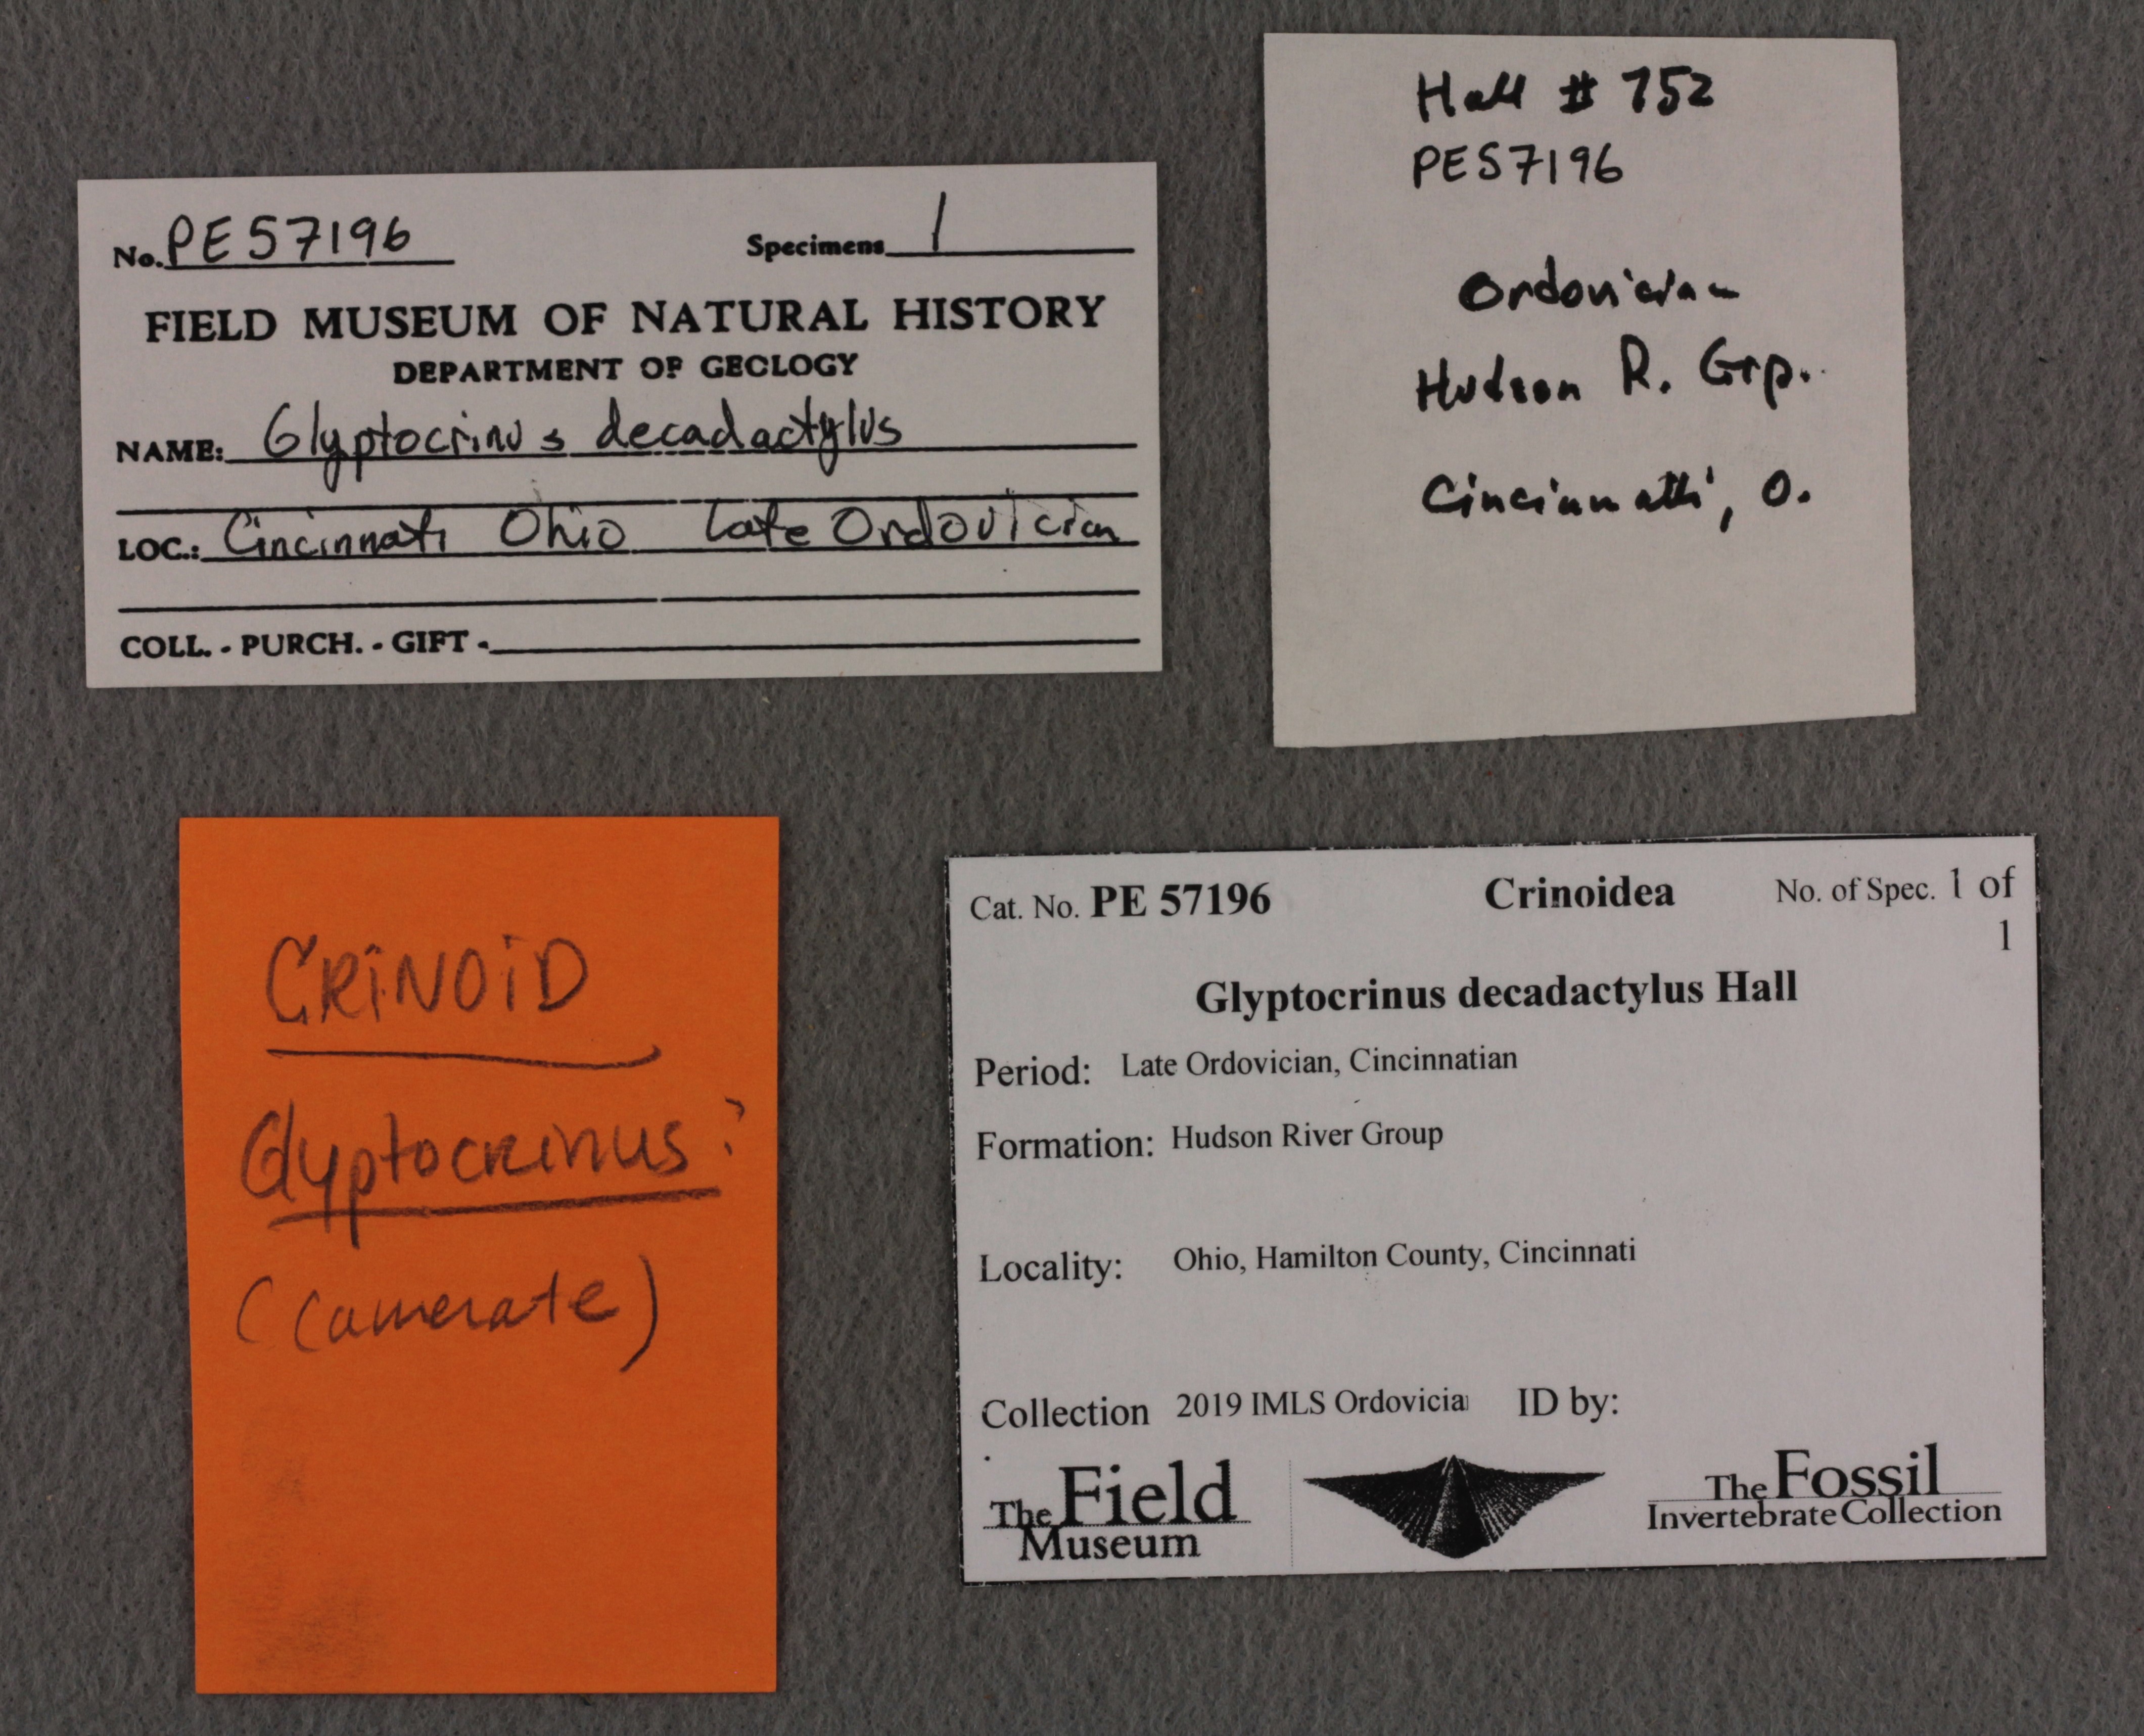 No. PE57196 Specimens 1
FIELD MUSEUM OF NATURAL HISTORY
DEPARTMENT OF GEOLOGY
NAME: Glyptocrinus decadactylus
LOC.: Cincinnati Ohio Late Ordovician
COLL. - PURCH. - GIFT -
Hall # 752
PE57196
Ordovician
Hudson R. Grp.
Cincinnatti, O.
CRINOID
Glyptocrinus?
(Camerate)
Cat. No. PE 57196 Crinoidea No. of Spec. 1 of
1
Glyptocrinus decadactylus Hall
Period: Late Ordovician, Cincinnatian
Formation: Hudson River Group
Locality: Ohio, Hamilton County, Cincinnati
Collection 2019 IMLS Ordovicia ID by:
The Field
Museum
The Fossil
Invertebrate Collection